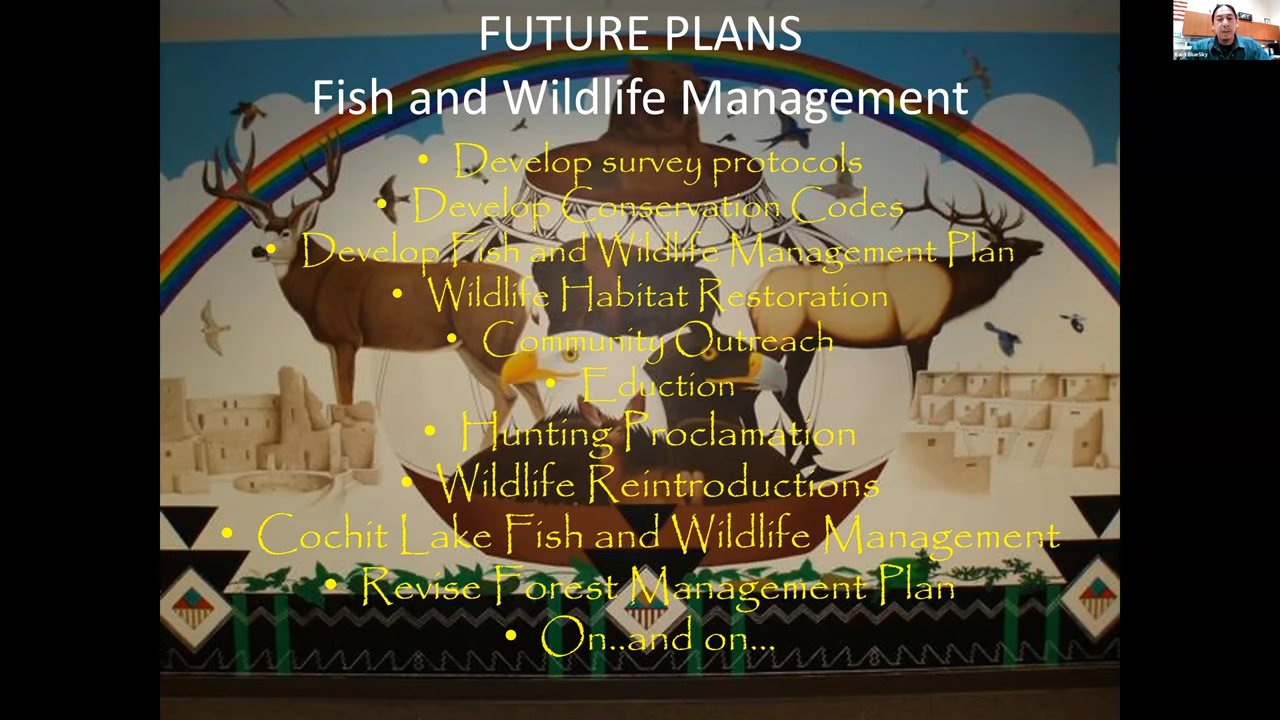 FUTURE PLANS
Fish and Wildlife Management
• Develop survey protocols
• Develop Conservation Codes
• Develop Fish and Wildlife Management Plan
• Wildlife Habitat Restoration
• Community Outreach
• Eduction
• Hunting Proclamation
• Wildlife Reintroductions
• Cochit Lake Fish and Wildlife Management
• Revise Forest Management Plan
• On..and on...